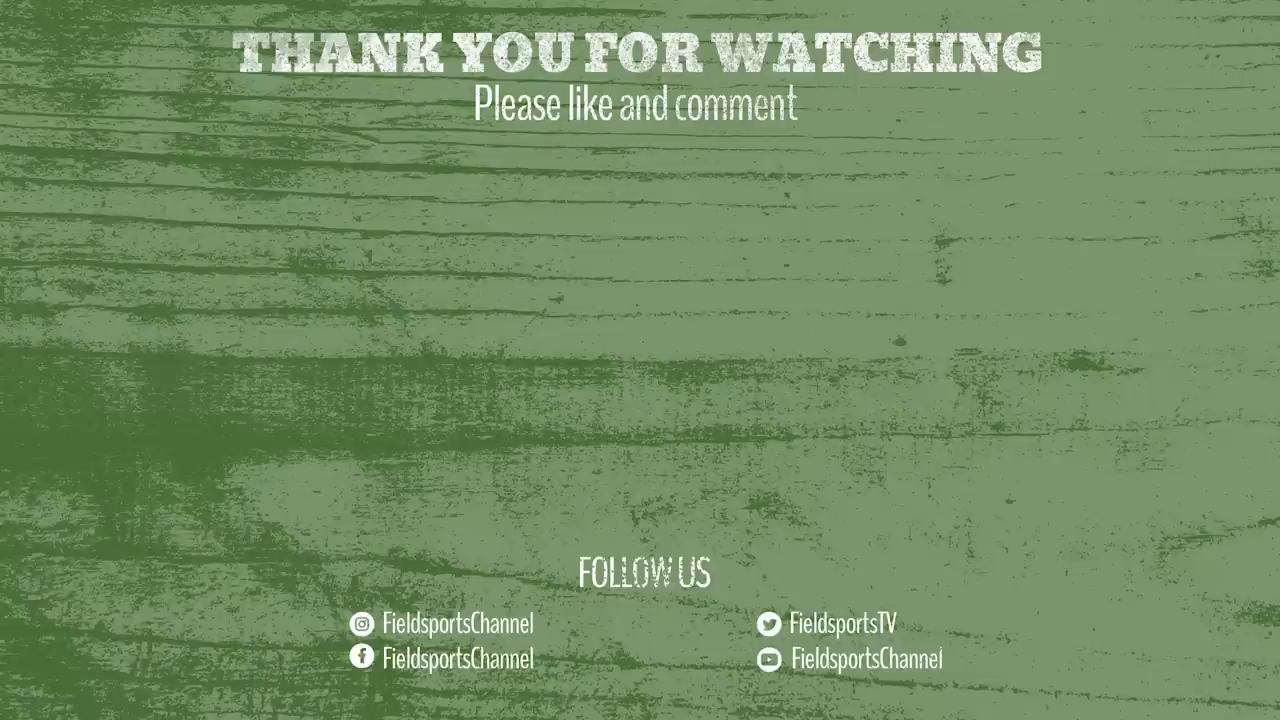 THANK YOU FOR WATCHING
Please like and comment
FOLLOW US
FieldsportsChannel
FieldsportsTV
FieldsportsChannel
FieldsportsChannel